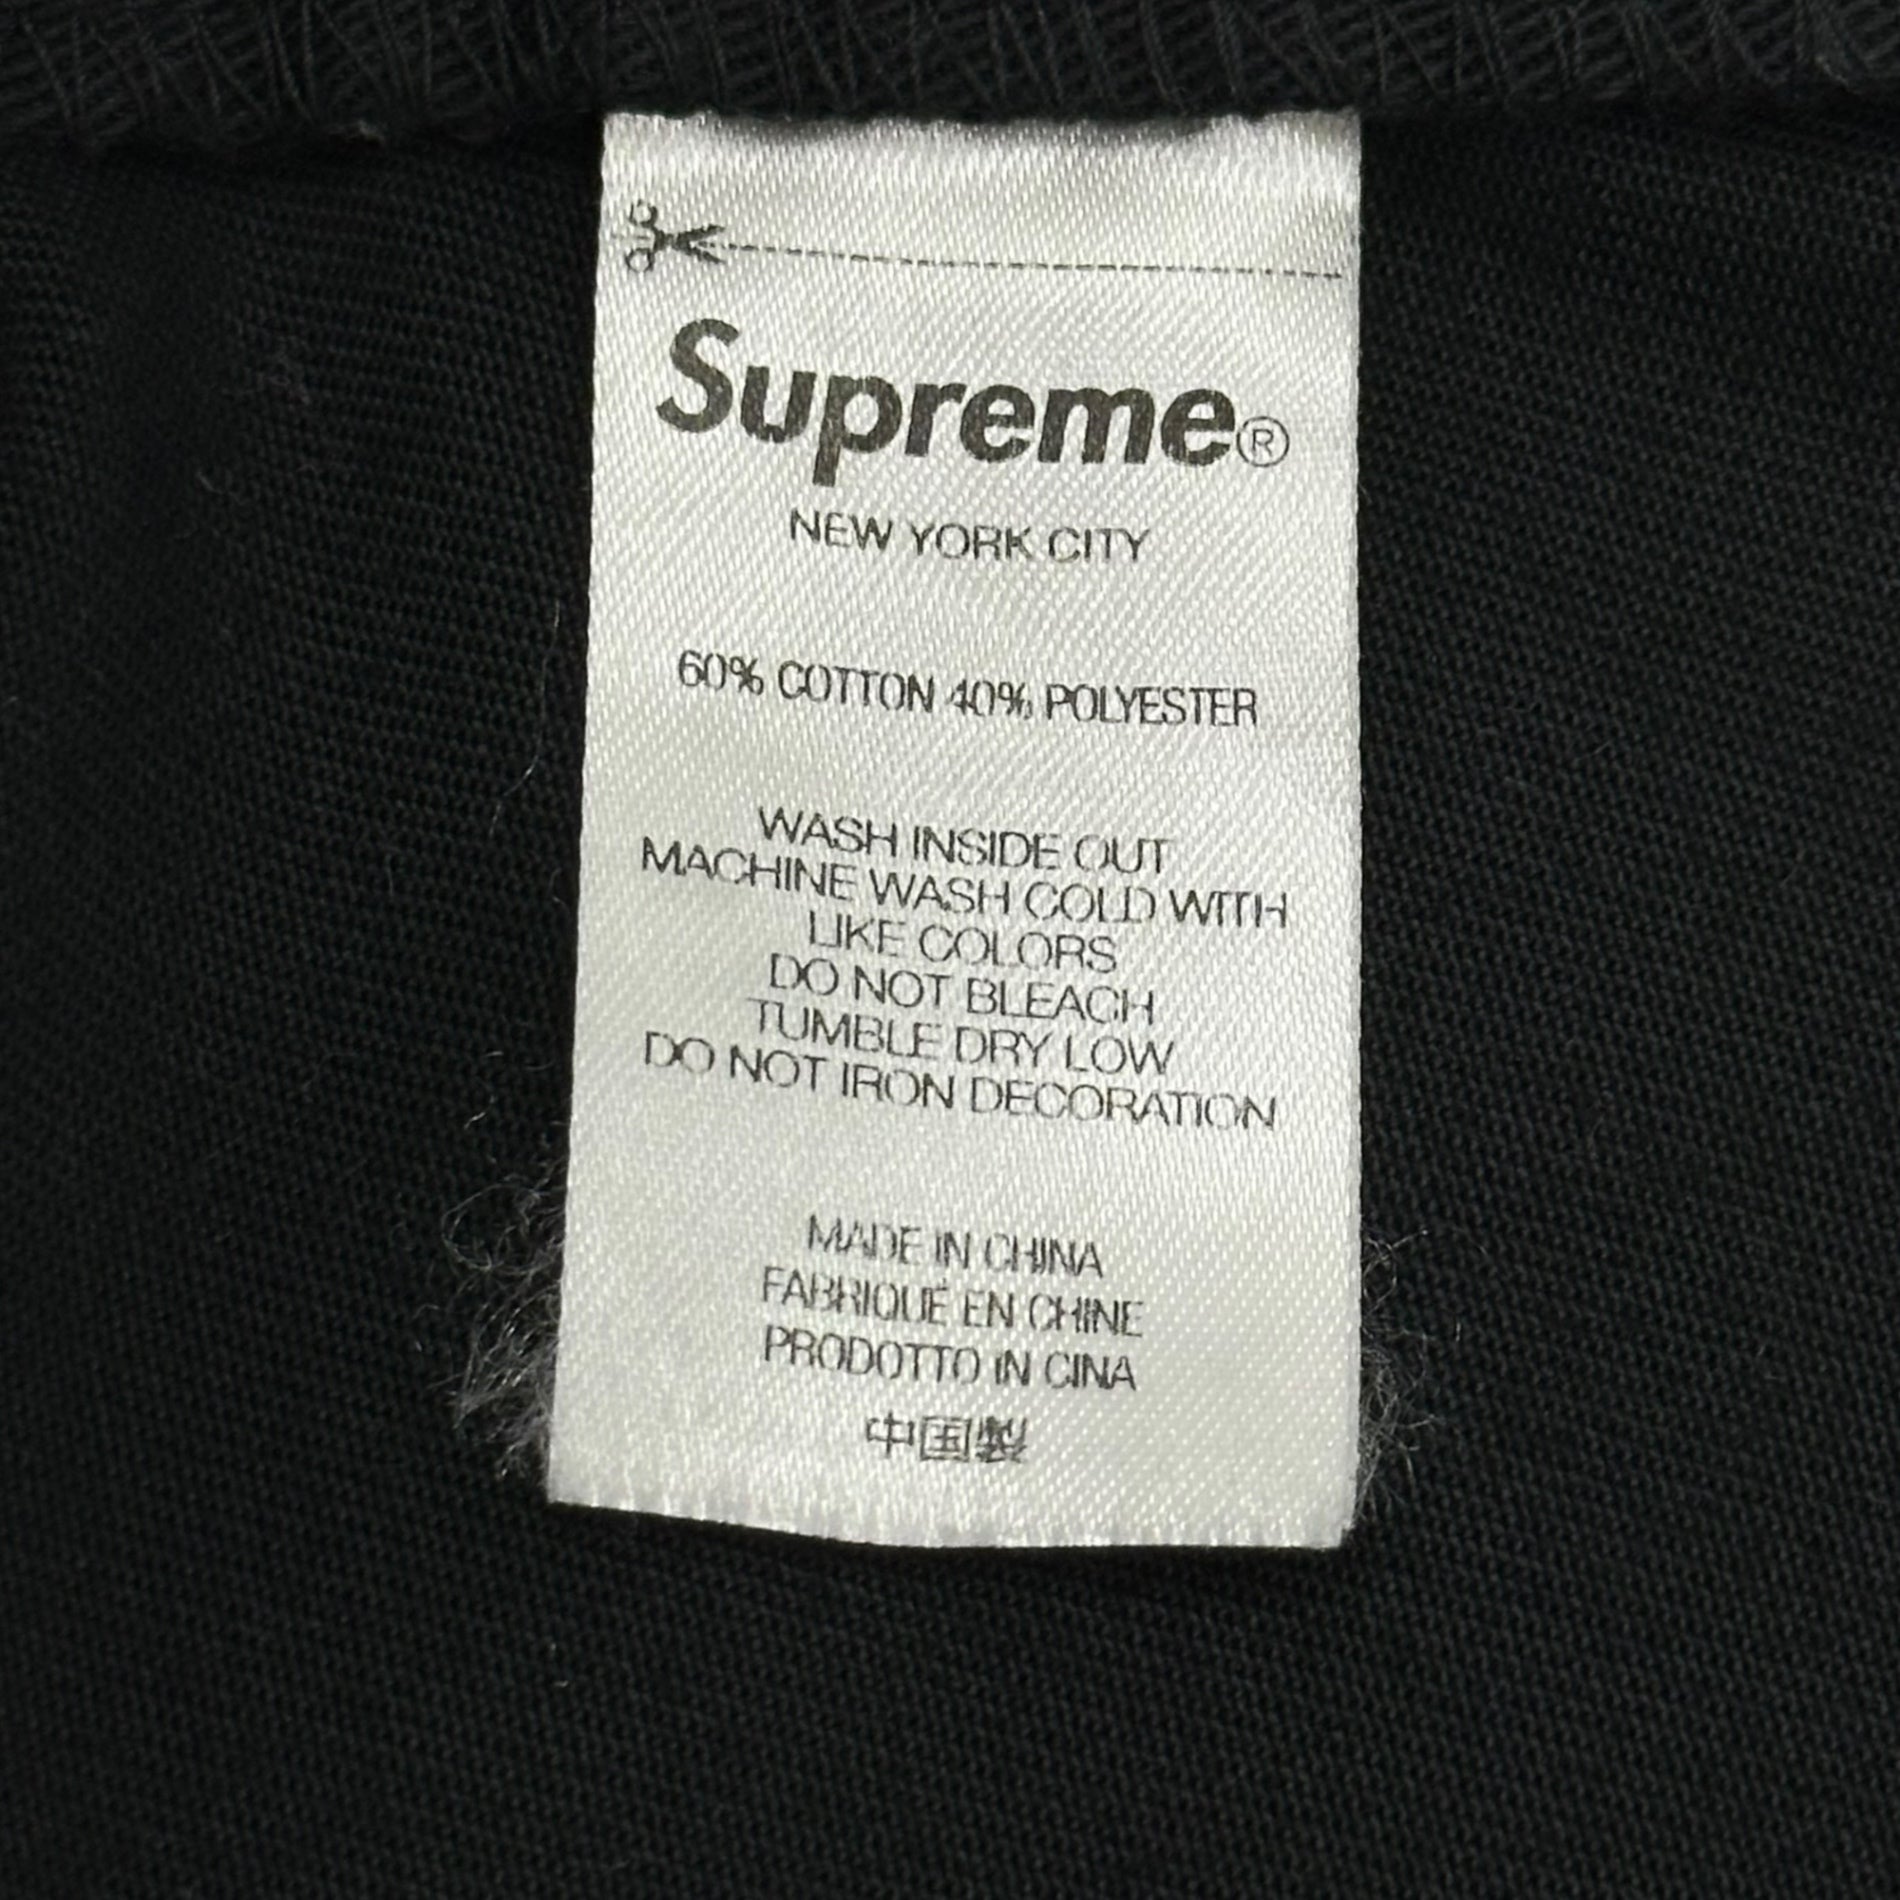 Supreme®
NEW YORK CITY
60% COTTON 40% POLYESTER
WASH INSIDE OUT
MACHINE WASH COLD WITH
LIKE COLORS
DO NOT BLEACH
TUMBLE DRY LOW
DO NOT IRON DECORATION
MADE IN CHINA
FABRIQUÉ EN CHINE
PRODOTTO IN CINA
中国製